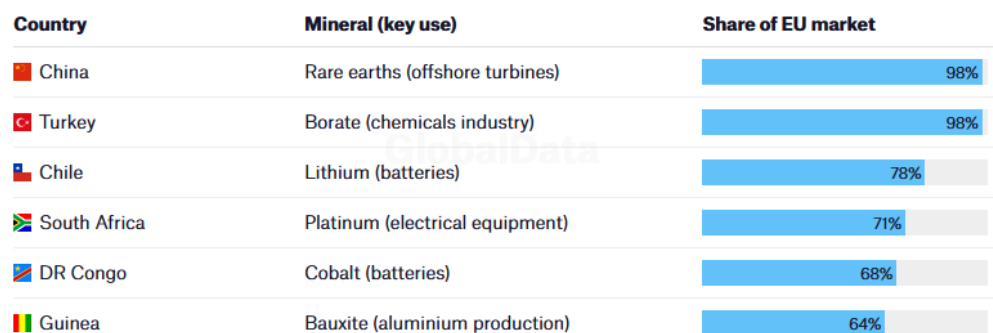 Country Mineral (key use) Share of EU market
China Rare earths (offshore turbines) 98%
Turkey Borate (chemicals industry) 98%
GlobalData
Chile Lithium (batteries) 78%
South Africa Platinum (electrical equipment) 71%
DR Congo Cobalt (batteries) 68%
Guinea Bauxite (aluminium production) 64%